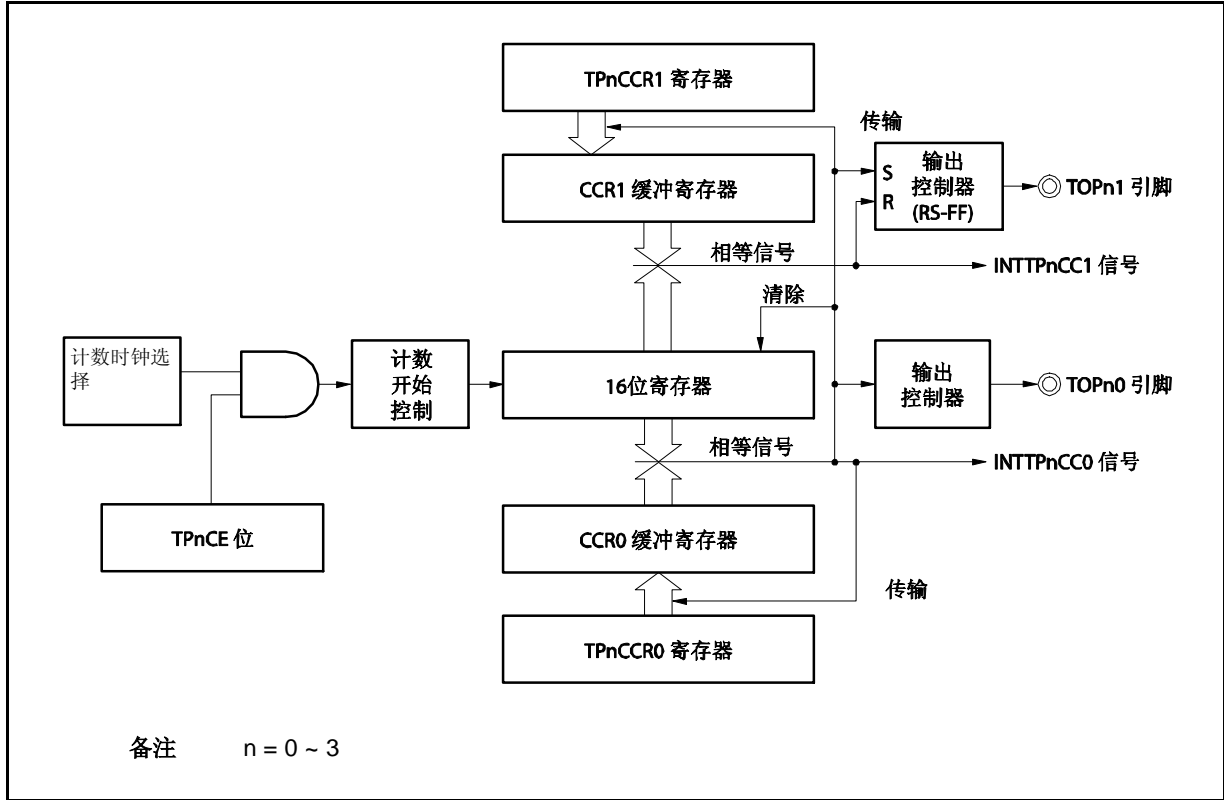 TPnCCR1 寄存器
传输
CCR1 缓冲寄存器
S
R
输出
控制器
(RS-FF)
TOPn1 引脚
相等信号
INTTPnCC1 信号
清除
计数时钟选
择
计数
开始
控制
16位寄存器
输出
控制器
TOPn0 引脚
相等信号
INTTPnCC0 信号
TPnCE 位
CCR0 缓冲寄存器
传输
TPnCCR0 寄存器
备注 n = 0 ~ 3